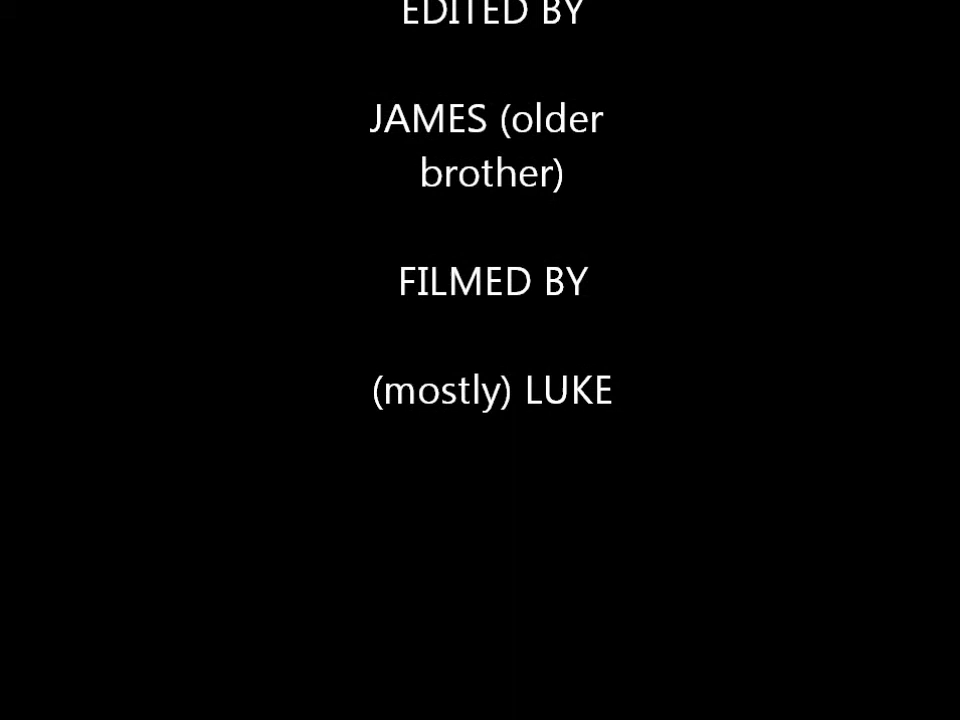 EDITED BY
JAMES (older
brother)
FILMED BY
(mostly) LUKE